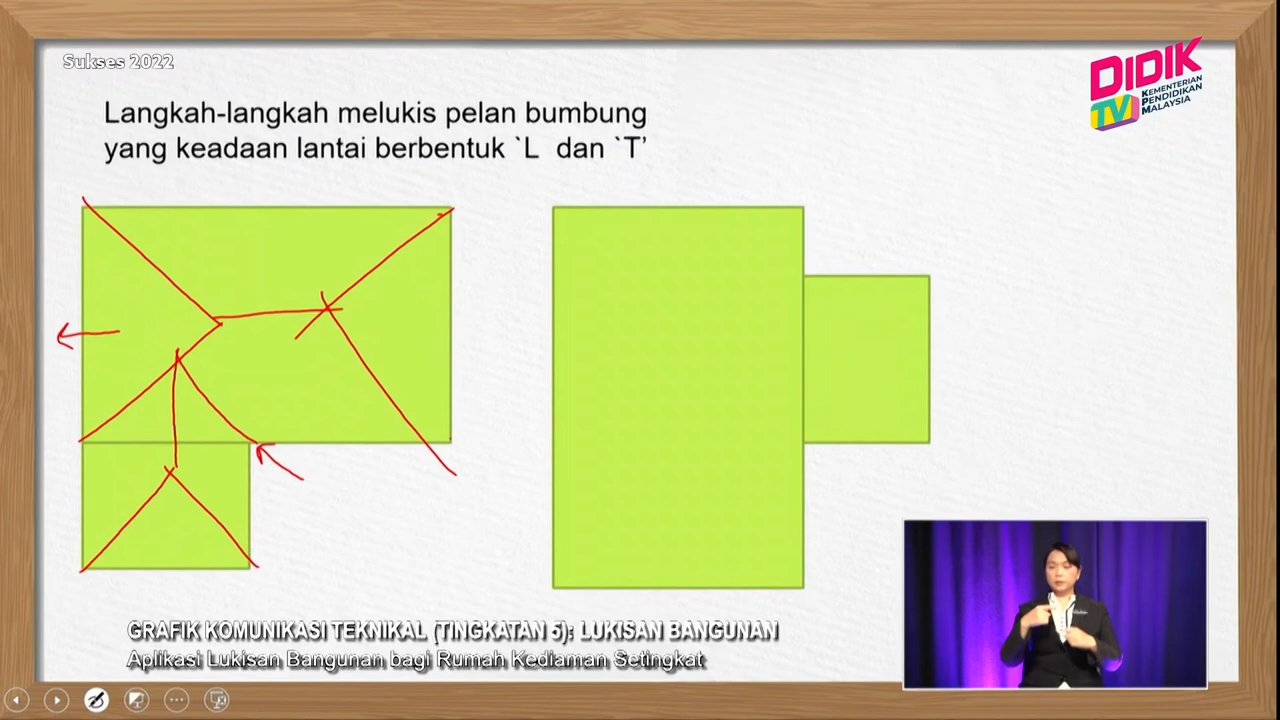 Sukses 2022
DIDIK
TV
KEMENTERIAN
PENDIDIKAN
MALAYSIA
Langkah-langkah melukis pelan bumbung
yang keadaan lantai berbentuk `L  dan `T’
GRAFIK KOMUNIKASI TEKNIKAL (TINGKATAN 5): LUKISAN BANGUNAN
Aplikasi Lukisan Bangunan bagi Rumah Kediaman Setingkat